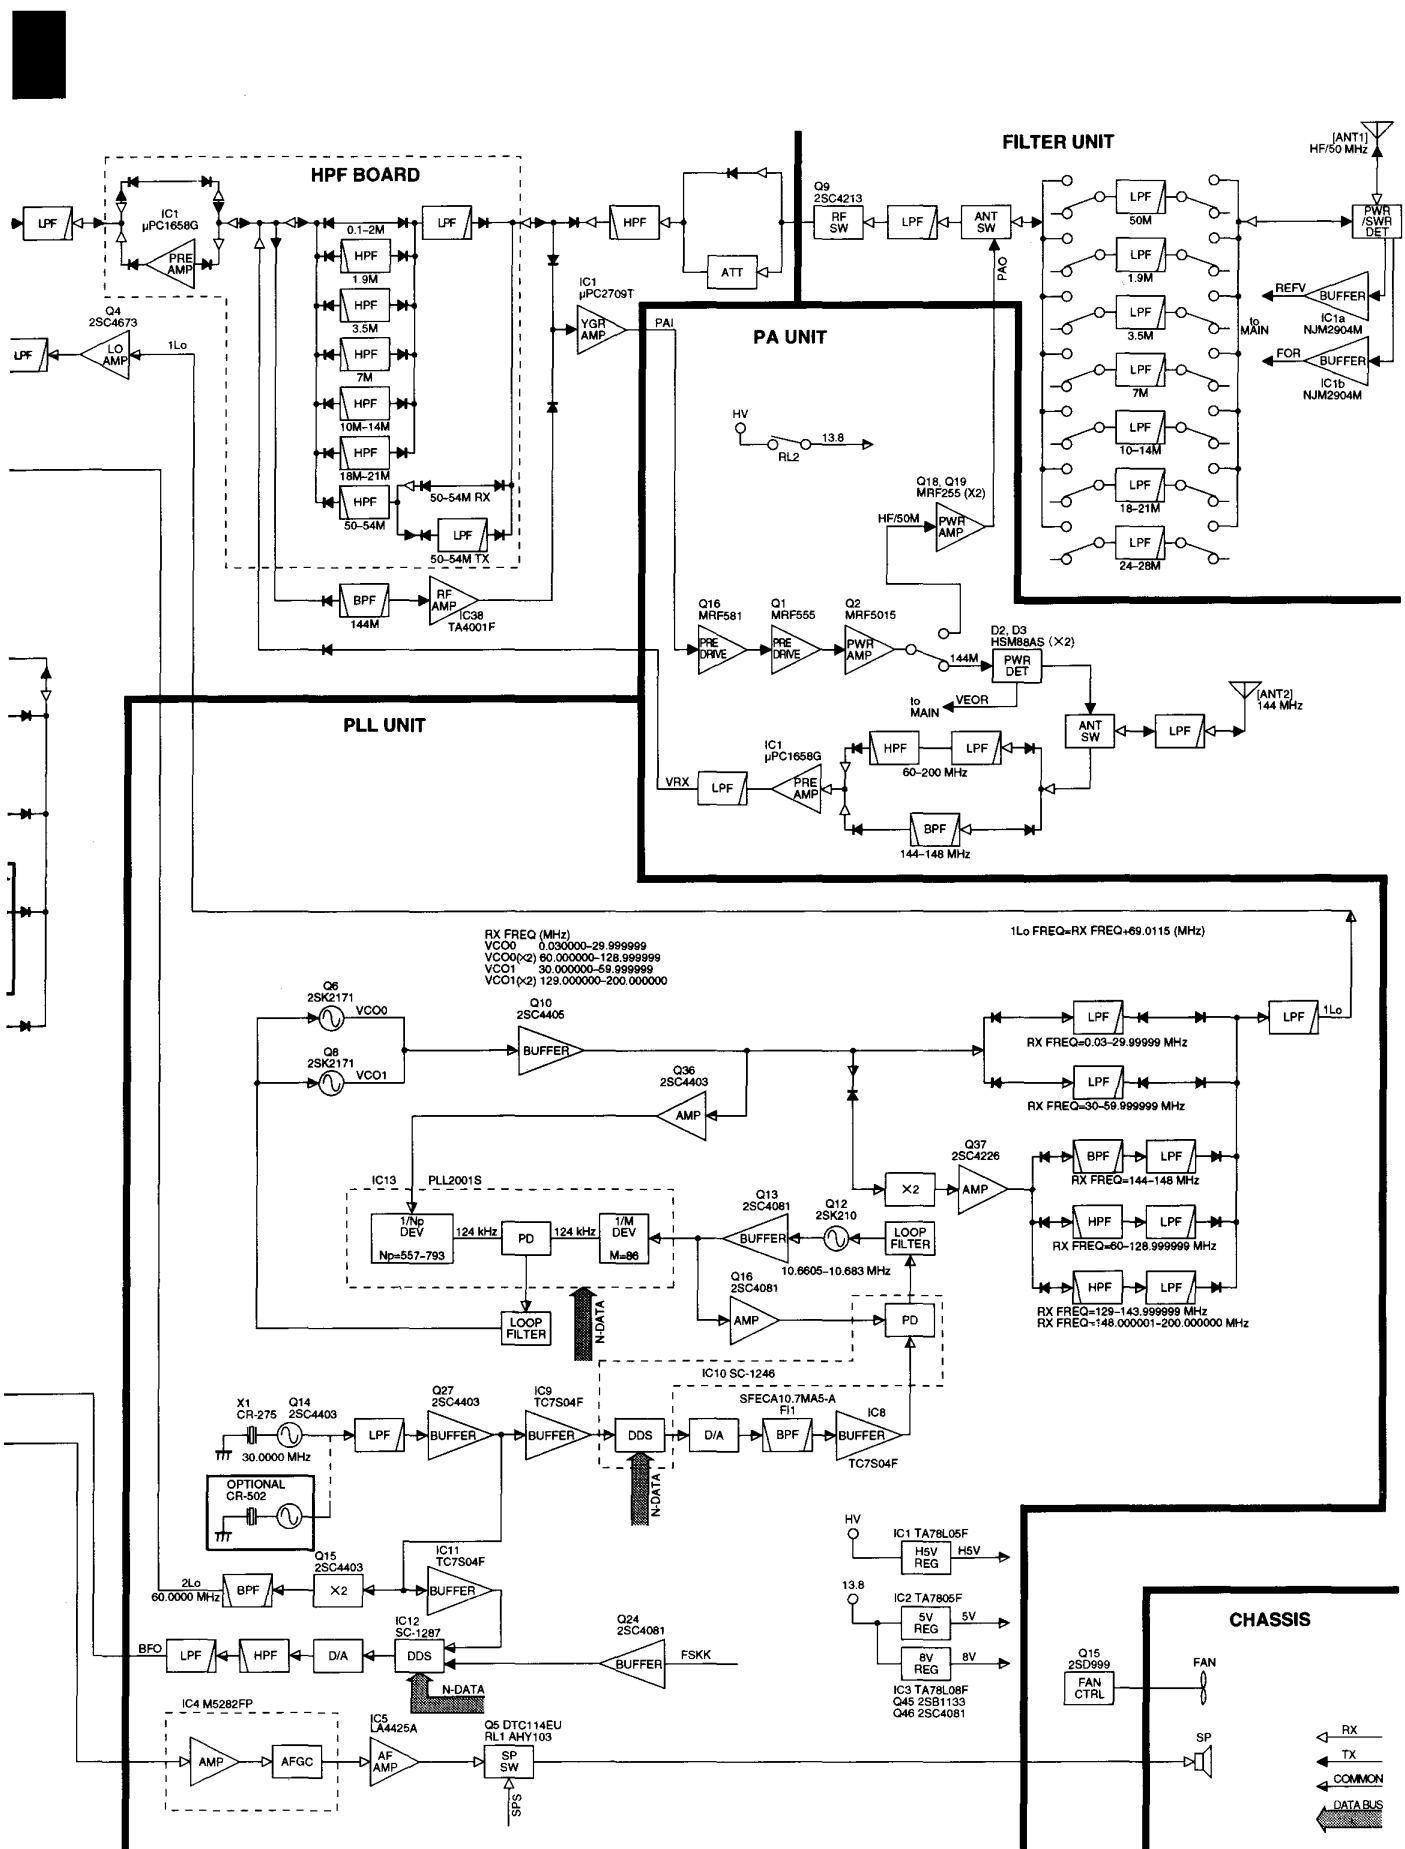 FILTER UNIT
[ANT1]
HF/50 MHz
HPF BOARD
LPF
IC1
µPC1658G
PRE
AMP
0.1–2M
LPF
HPF
1.9M
HPF
3.5M
HPF
7M
HPF
10M–14M
HPF
18M–21M
HPF
50–54M
50–54M RX
LPF
50–54M TX
HPF
ATT
Q9
2SC4213
RF
SW
LPF
ANT
SW
PAO
LPF
50M
LPF
1.9M
LPF
3.5M
LPF
7M
LPF
10–14M
LPF
18–21M
LPF
24–28M
PWR
/SWR
DET
REFV
BUFFER
IC1a
NJM2904M
to
MAIN
FOR
BUFFER
IC1b
NJM2904M
Q4
2SC4673
LPF
LO
AMP
1Lo
IC1
µPC2709T
YGR
AMP
PAI
PA UNIT
HV
RL2
13.8
Q18, Q19
MRF255 (X2)
HF/50M
PWR
AMP
BPF
144M
RF
AMP
IC38
TA4001F
Q16
MRF581
PRE
DRIVE
Q1
MRF555
PRE
DRIVE
Q2
MRF5015
PWR
AMP
144M
D2, D3
HSM88AS (X2)
PWR
DET
to
MAIN
VEOR
[ANT2]
144 MHz
ANT
SW
LPF
VRX
LPF
IC1
µPC1658G
PRE
AMP
HPF
LPF
60–200 MHz
BPF
144–148 MHz
PLL UNIT
RX FREQ (MHz)
VCO0 0.030000–29.999999
VCO0(X2) 60.000000–128.999999
VCO1 30.000000–59.999999
VCO1(X2) 129.000000–200.000000
1Lo FREQ=RX FREQ+69.0115 (MHz)
Q6
2SK2171
VCO0
Q8
2SK2171
VCO1
Q10
2SC4405
BUFFER
Q36
2SC4403
AMP
LPF
RX FREQ=0.03–29.99999 MHz
LPF
RX FREQ=30–59.999999 MHz
LPF
1Lo
X2
Q37
2SC4226
AMP
BPF
LPF
RX FREQ=144–148 MHz
HPF
LPF
RX FREQ=60–128.999999 MHz
HPF
LPF
RX FREQ=129–143.999999 MHz
RX FREQ=148.000001–200.000000 MHz
IC13
PLL2001S
1/Np
DEV
Np=557–793
124 kHz
PD
124 kHz
1/M
DEV
M=86
LOOP
FILTER
N-DATA
Q13
2SC4081
BUFFER
Q12
2SK210
LOOP
FILTER
10.6605–10.683 MHz
Q16
2SC4081
AMP
PD
IC10 SC-1246
X1
CR-275
Q14
2SC4403
30.0000 MHz
OPTIONAL
CR-502
LPF
Q27
2SC4403
BUFFER
IC9
TC7S04F
BUFFER
DDS
N-DATA
D/A
SFECA10.7MA5-A
FI1
BPF
IC8
BUFFER
TC7S04F
2Lo
60.0000 MHz
BPF
Q15
2SC4403
X2
IC11
TC7S04F
BUFFER
BFO
LPF
HPF
D/A
IC12
SC-1287
DDS
N-DATA
Q24
2SC4081
BUFFER
FSKK
HV
IC1 TA78L05F
H5V
REG
H5V
13.8
IC2 TA7805F
5V
REG
5V
8V
REG
8V
IC3 TA78L08F
Q45 2SB1133
Q46 2SC4081
IC4 M5282FP
AMP
AFGC
IC5
LA4425A
AF
AMP
Q5 DTC114EU
RL1 AHY103
SP
SW
SPS
CHASSIS
Q15
2SD999
FAN
CTRL
FAN
SP
RX
TX
COMMON
DATA BUS